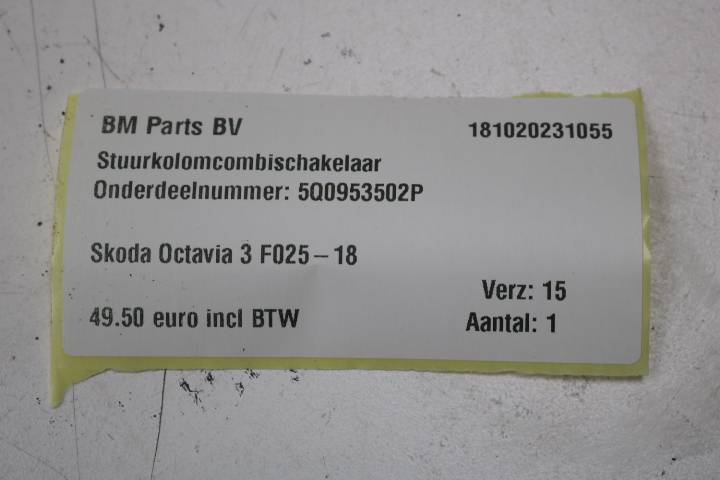 BM Parts BV 181020231055
Stuurkolomcombischakelaar
Onderdeelnummer: 5Q0953502P
Skoda Octavia 3 F025-18
Verz: 15
49.50 euro incl BTW Aantal: 1